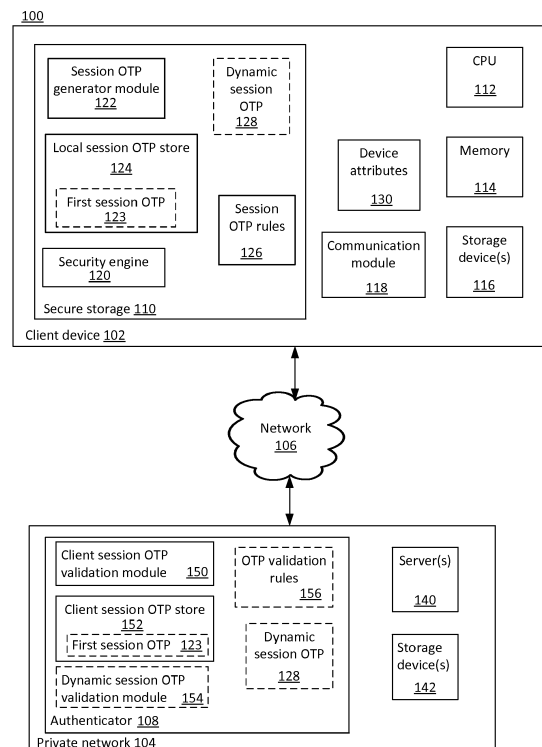 100
Session OTP
generator module
122
Dynamic
session
OTP
128
CPU
112
Local session OTP store
124
First session OTP
123
Device
attributes
130
Memory
114
Session
OTP rules
126
Security engine
120
Communication
module
118
Storage
device(s)
116
Secure storage 110
Client device 102
Network
106
Client session OTP
validation module 150
OTP validation
rules
156
Server(s)
140
Client session OTP store
152
First session OTP 123
Dynamic
session OTP
128
Storage
device(s)
142
Dynamic session OTP
validation module 154
Authenticator 108
Private network 104